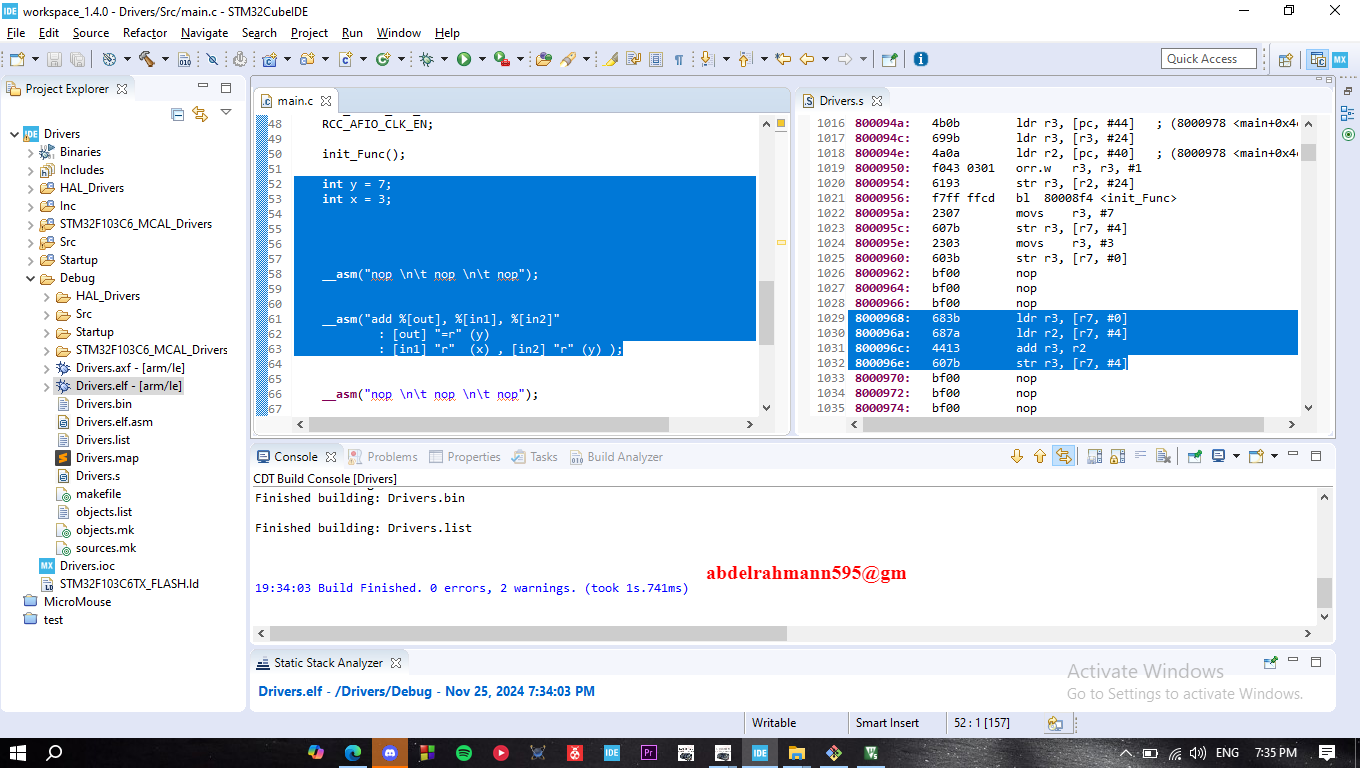 workspace_1.4.0 - Drivers/Src/main.c - STM32CubeIDE
File Edit Source Refactor Navigate Search Project Run Window Help
Quick Access
Project Explorer
Drivers
Binaries
Includes
HAL_Drivers
Inc
STM32F103C6_MCAL_Drivers
Src
Startup
Debug
HAL_Drivers
Src
Startup
STM32F103C6_MCAL_Drivers
Drivers.axf - [arm/le]
Drivers.elf - [arm/le]
Drivers.bin
Drivers.elf.asm
Drivers.list
Drivers.map
Drivers.s
makefile
objects.list
objects.mk
sources.mk
Drivers.ioc
STM32F103C6TX_FLASH.ld
MicroMouse
test
main.c
48 RCC_AFIO_CLK_EN;
49
50 init_Func();
51
52 int y = 7;
53 int x = 3;
54
55
56
57
58 __asm("nop \n\t nop \n\t nop");
59
60
61 __asm("add %[out], %[in1], %[in2]"
62 : [out] "=r" (y)
63 : [in1] "r" (x) , [in2] "r" (y) );
64
65
66 __asm("nop \n\t nop \n\t nop");
67
Drivers.s
1016 800094a: 4b0b ldr r3, [pc, #44] ; (8000978 <main+0x4
1017 800094c: 699b ldr r3, [r3, #24]
1018 800094e: 4a0a ldr r2, [pc, #40] ; (8000978 <main+0x4
1019 8000950: f043 0301 orr.w r3, r3, #1
1020 8000954: 6193 str r3, [r2, #24]
1021 8000956: f7ff ffcd bl 80008f4 <init_Func>
1022 800095a: 2307 movs r3, #7
1023 800095c: 607b str r3, [r7, #4]
1024 800095e: 2303 movs r3, #3
1025 8000960: 603b str r3, [r7, #0]
1026 8000962: bf00 nop
1027 8000964: bf00 nop
1028 8000966: bf00 nop
1029 8000968: 683b ldr r3, [r7, #0]
1030 800096a: 687a ldr r2, [r7, #4]
1031 800096c: 4413 add r3, r2
1032 800096e: 607b str r3, [r7, #4]
1033 8000970: bf00 nop
1034 8000972: bf00 nop
1035 8000974: bf00 nop
Console Problems Properties Tasks Build Analyzer
CDT Build Console [Drivers]
Finished building: Drivers.bin
Finished building: Drivers.list
abdelrahmann595@gm
19:34:03 Build Finished. 0 errors, 2 warnings. (took 1s.741ms)
Static Stack Analyzer
Drivers.elf - /Drivers/Debug - Nov 25, 2024 7:34:03 PM
Activate Windows
Go to Settings to activate Windows.
Writable Smart Insert 52 : 1 [157]
ENG 7:35 PM